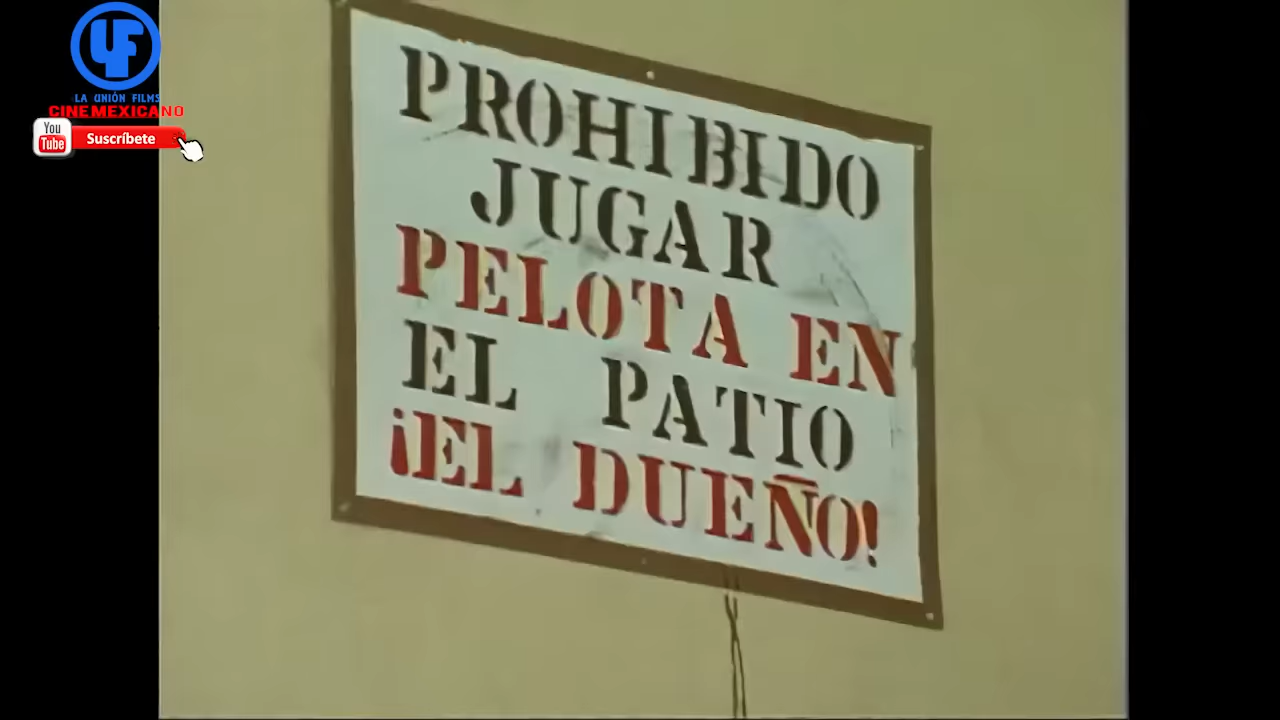 LA UNIÓN FILMS
CINEMEXICANO
You
Tube
Suscríbete
PROHIBIDO
JUGAR
PELOTA EN
EL PATIO
¡EL DUEÑO!